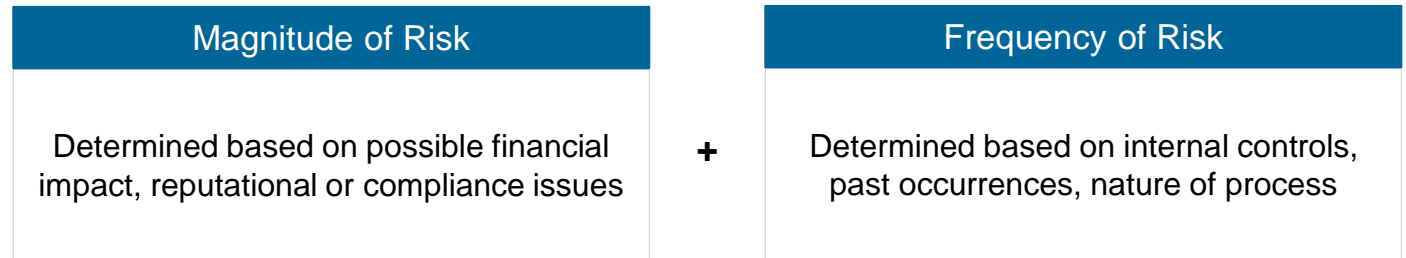 Magnitude of Risk
Determined based on possible financial
impact, reputational or compliance issues
+
Frequency of Risk
Determined based on internal controls,
past occurrences, nature of process